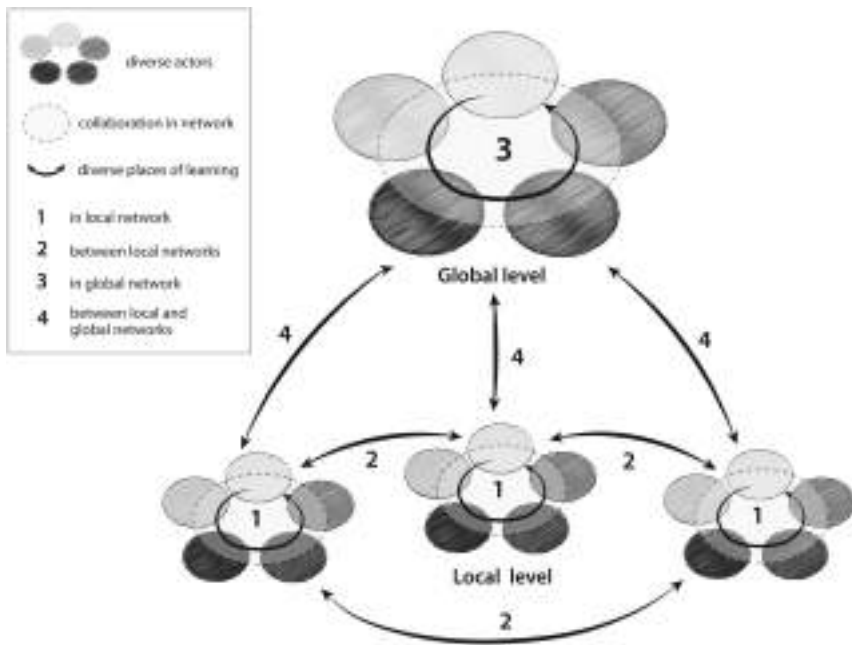 diverse actors
collaboration in network
diverse places of learning
1 in local network
2 between local networks
3 in global network
4 between local and
global networks
3
Global level
4
4
4
2
2
1
1
1
Local level
2